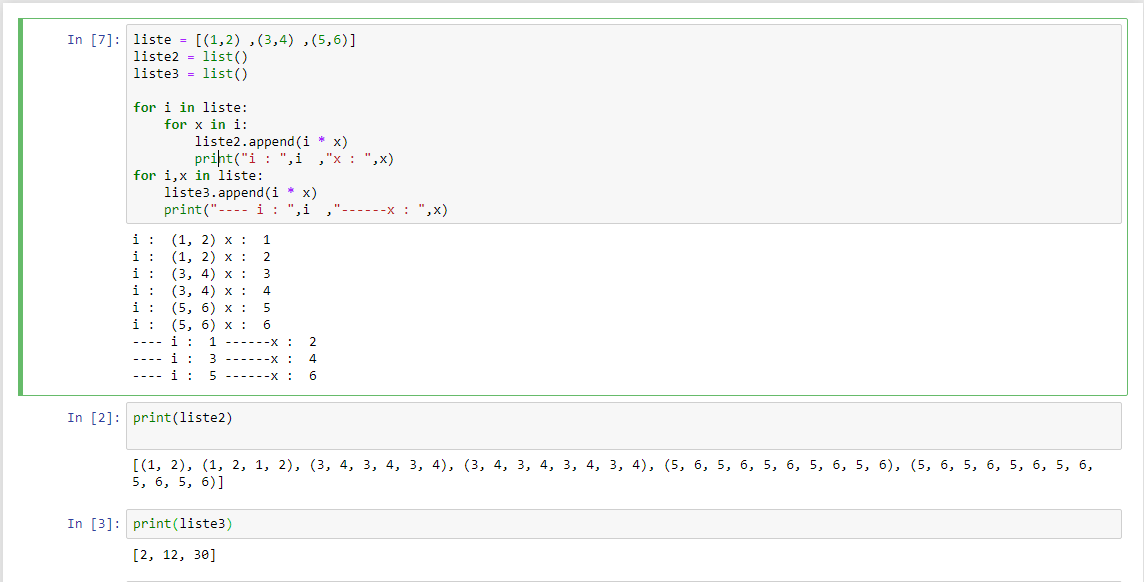 In [7]: liste = [(1,2) ,(3,4) ,(5,6)]
liste2 = list()
liste3 = list()

for i in liste:
    for x in i:
        liste2.append(i * x)
        print("i : ",i  ,"x : ",x)
for i,x in liste:
    liste3.append(i * x)
    print("---- i : ",i  ,"------x : ",x)
i :  (1, 2) x :  1
i :  (1, 2) x :  2
i :  (3, 4) x :  3
i :  (3, 4) x :  4
i :  (5, 6) x :  5
i :  (5, 6) x :  6
---- i :  1 ------x :  2
---- i :  3 ------x :  4
---- i :  5 ------x :  6
In [2]: print(liste2)
[(1, 2), (1, 2, 1, 2), (3, 4, 3, 4, 3, 4), (3, 4, 3, 4, 3, 4, 3, 4), (5, 6, 5, 6, 5, 6, 5, 6, 5, 6), (5, 6, 5, 6, 5, 6, 5, 6,
5, 6, 5, 6)]
In [3]: print(liste3)
[2, 12, 30]